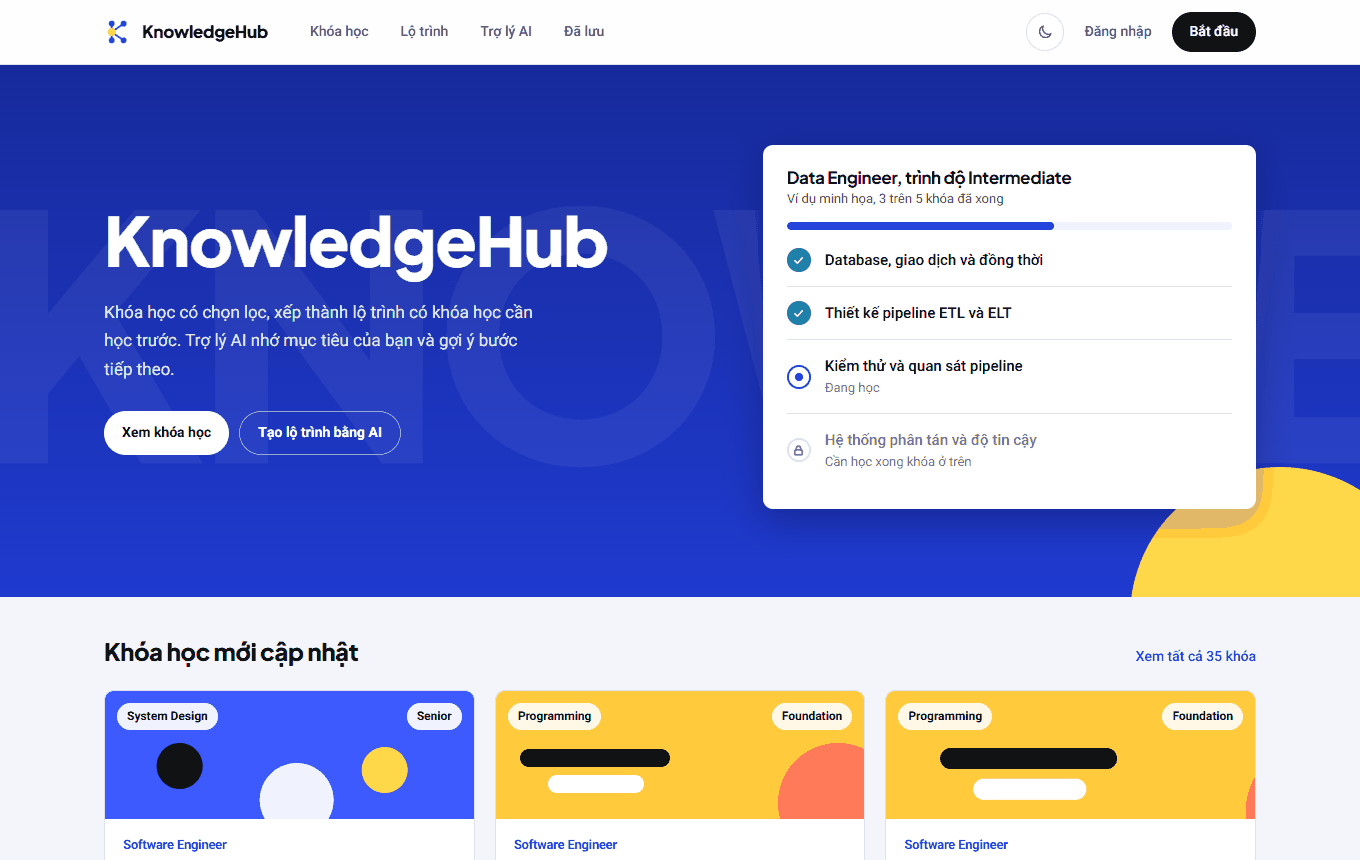 KnowledgeHub
Khóa học
Lộ trình
Trợ lý AI
Đã lưu
Đăng nhập
Bắt đầu
KNOWE
KnowledgeHub
Khóa học có chọn lọc, xếp thành lộ trình có khóa học cần
học trước. Trợ lý AI nhớ mục tiêu của bạn và gợi ý bước
tiếp theo.
Xem khóa học
Tạo lộ trình bằng AI
Data Engineer, trình độ Intermediate
Ví dụ minh họa, 3 trên 5 khóa đã xong
Database, giao dịch và đồng thời
Thiết kế pipeline ETL và ELT
Kiểm thử và quan sát pipeline
Đang học
Hệ thống phân tán và độ tin cậy
Cần học xong khóa ở trên
Khóa học mới cập nhật
Xem tất cả 35 khóa
System Design
Senior
Programming
Foundation
Programming
Foundation
Software Engineer
Software Engineer
Software Engineer